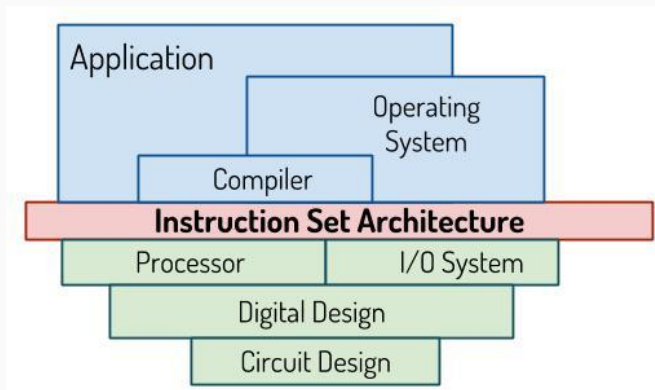 Application
Operating
System
Compiler
Instruction Set Architecture
Processor
I/O System
Digital Design
Circuit Design